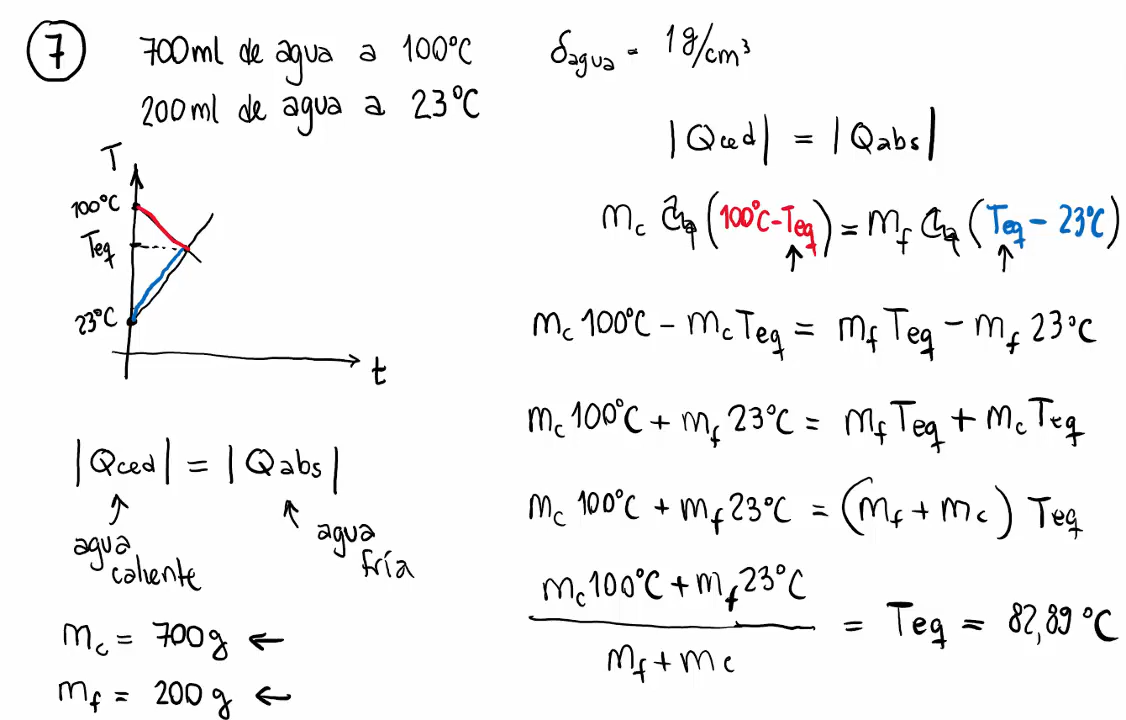 7
700ml de agua a 100°C
200ml de agua a 23°C
T
100°C
Teq
23°C
t
|Qced| = |Qabs|
agua caliente
agua fría
mc = 700g ←
mf = 200g ←
δagua = 1g/cm³
|Qced| = |Qabs|
mc (100°C-Teq) = mf (Teq - 23°C)
mc 100°C - mc Teq = mf Teq - mf 23°C
mc 100°C + mf 23°C = mf Teq + mc Teq
mc 100°C + mf 23°C = (mf + mc) Teq
mc 100°C + mf 23°C
mf + mc
= Teq = 82,89 °C